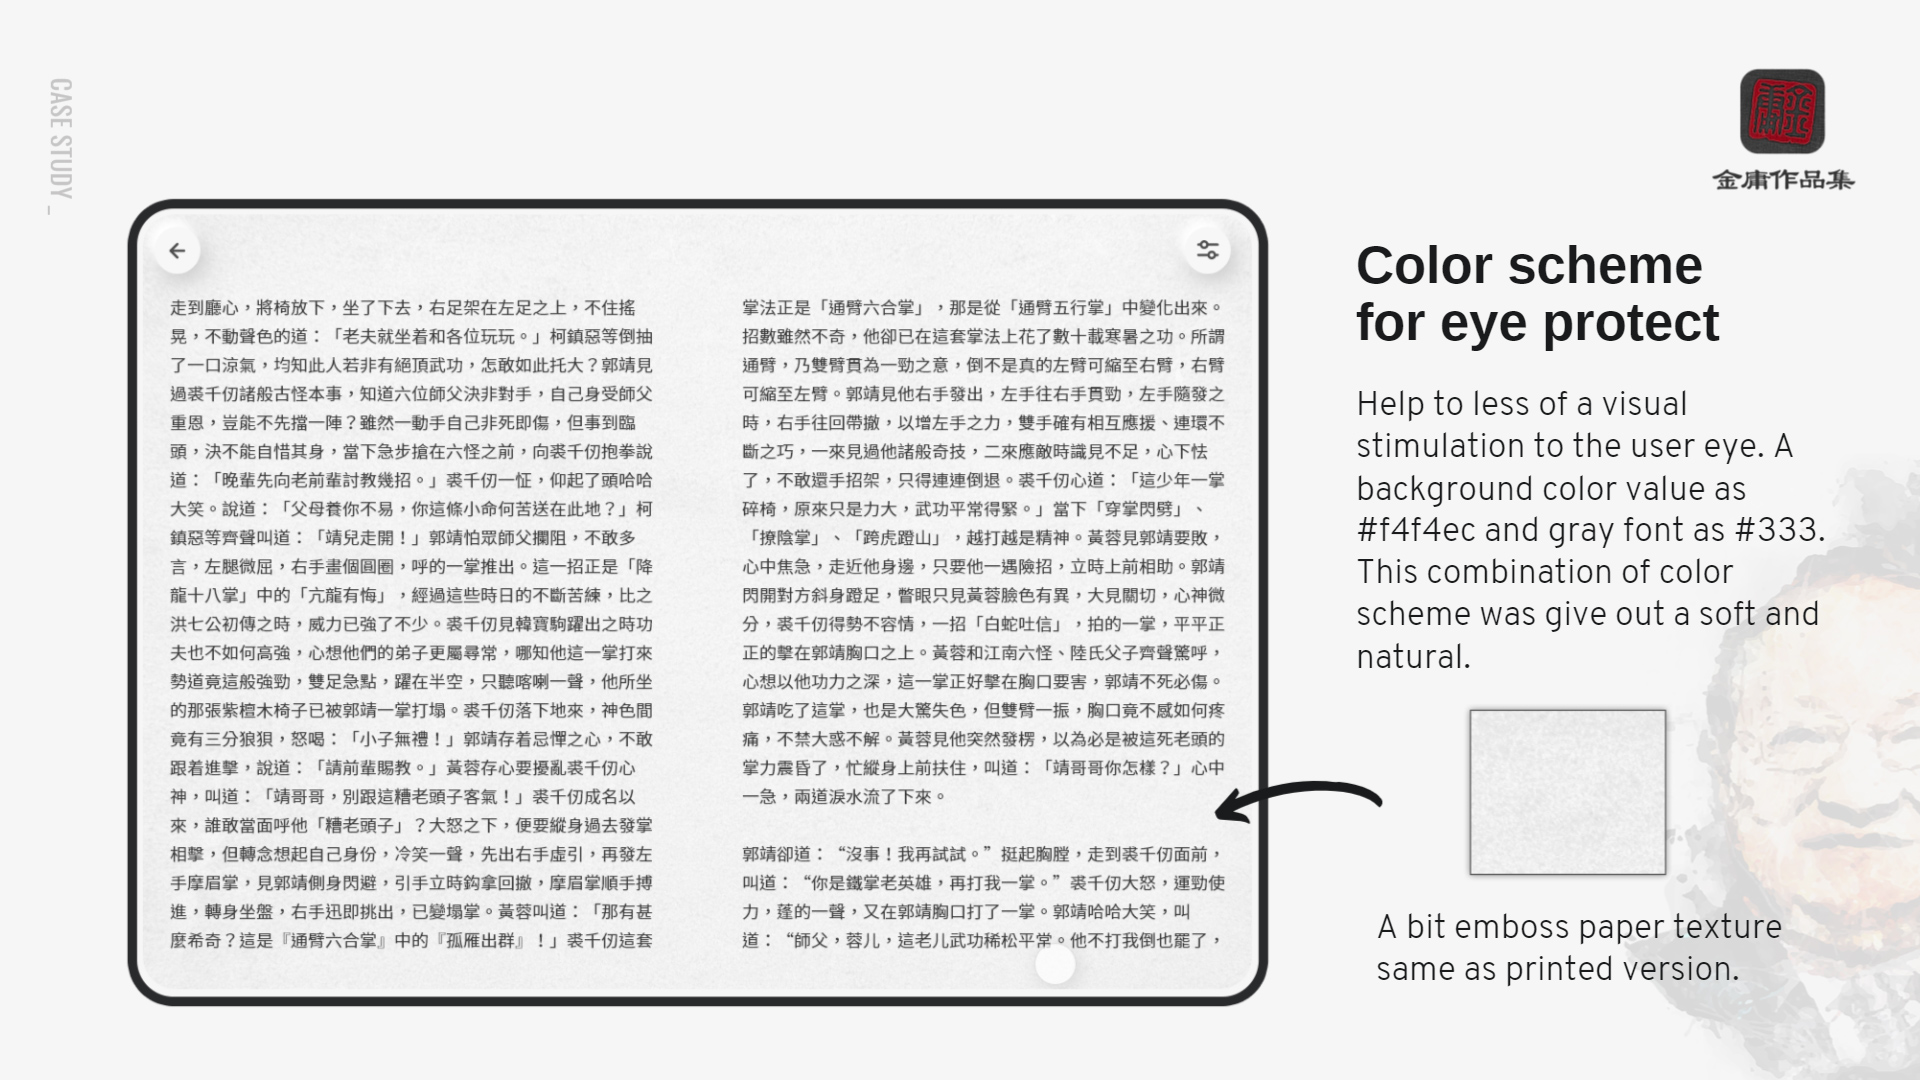 CASE STUDY _
金庸作品集
走到廳心，將椅放下，坐了下去，右足架在左足之上，不住搖
晃，不動聲色的道：「老夫就坐着和各位玩玩。」柯鎮惡等倒抽
了一口涼氣，均知此人若非有絕頂武功，怎敢如此托大？郭靖見
過裘千仞諸般古怪本事，知道六位師父決非對手，自己身受師父
重恩，豈能不先擋一陣？雖然一動手自己非死即傷，但事到臨
頭，決不能自惜其身，當下急步搶在六怪之前，向裘千仞抱拳說
道：「晚輩先向老前輩討教幾招。」裘千仞一怔，仰起了頭哈哈
大笑。說道：「父母養你不易，你這條小命何苦送在此地？」柯
鎮惡等齊聲叫道：「靖兒走開！」郭靖怕眾師父攔阻，不敢多
言，左腿微屈，右手畫個圓圈，呼的一掌推出。這一招正是「降
龍十八掌」中的「亢龍有悔」，經過這些時日的不斷苦練，比之
洪七公初傳之時，威力已強了不少。裘千仞見韓寶駒躍出之時功
夫也不如何高強，心想他們的弟子更屬尋常，哪知他這一掌打來
勢道竟這般強勁，雙足急點，躍在半空，只聽喀喇一聲，他所坐
的那張紫檀木椅子已被郭靖一掌打塌。裘千仞落下地來，神色間
竟有三分狼狽，怒喝：「小子無禮！」郭靖存着忌憚之心，不敢
跟着進擊，說道：「請前輩賜教。」黃蓉存心要擾亂裘千仞心
神，叫道：「靖哥哥，別跟這糟老頭子客氣！」裘千仞成名以
來，誰敢當面呼他「糟老頭子」？大怒之下，便要縱身過去發掌
相擊，但轉念想起自己身份，冷笑一聲，先出右手虛引，再發左
手摩眉掌，見郭靖側身閃避，引手立時鈎拿回撤，摩眉掌順手搏
進，轉身坐盤，右手迅即挑出，已變塌掌。黃蓉叫道：「那有甚
麼希奇？這是『通臂六合掌』中的『孤雁出群』！」裘千仞這套
掌法正是「通臂六合掌」，那是從「通臂五行掌」中變化出來。
招數雖然不奇，他卻已在這套掌法上花了數十載寒暑之功。所謂
通臂，乃雙臂貫為一勁之意，倒不是真的左臂可縮至右臂，右臂
可縮至左臂。郭靖見他右手發出，左手往右手貫勁，左手隨發之
時，右手往回帶撤，以增左手之力，雙手確有相互應援、連環不
斷之巧，一來見過他諸般奇技，二來應敵時識見不足，心下怯
了，不敢還手招架，只得連連倒退。裘千仞心道：「這少年一掌
碎椅，原來只是力大，武功平常得緊。」當下「穿掌閃劈」、
「撩陰掌」、「跨虎蹬山」，越打越是精神。黃蓉見郭靖要敗，
心中焦急，走近他身邊，只要他一遇險招，立時上前相助。郭靖
閃開對方斜身蹬足，瞥眼只見黃蓉臉色有異，大見關切，心神微
分，裘千仞得勢不容情，一招「白蛇吐信」，拍的一掌，平平正
正的擊在郭靖胸口之上。黃蓉和江南六怪、陸氏父子齊聲驚呼，
心想以他功力之深，這一掌正好擊在胸口要害，郭靖不死必傷。
郭靖吃了這掌，也是大驚失色，但雙臂一振，胸口竟不感如何疼
痛，不禁大惑不解。黃蓉見他突然發楞，以為必是被這死老頭的
掌力震昏了，忙縱身上前扶住，叫道：「靖哥哥你怎樣？」心中
一急，兩道淚水流了下來。
郭靖卻道：“沒事！我再試試。”挺起胸膛，走到裘千仞面前，
叫道：“你是鐵掌老英雄，再打我一掌。”裘千仞大怒，運勁使
力，蓬的一聲，又在郭靖胸口打了一掌。郭靖哈哈大笑，叫
道：“師父，蓉儿，這老儿武功稀松平常。他不打我倒也罷了，
Color scheme
for eye protect
Help to less of a visual
stimulation to the user eye. A
background color value as
#f4f4ec and gray font as #333.
This combination of color
scheme was give out a soft and
natural.
A bit emboss paper texture
same as printed version.